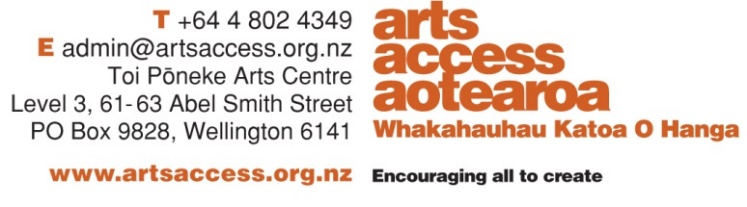 T +64 4 802 4349
E admin@artsaccess.org.nz
Toi Pōneke Arts Centre
Level 3, 61-63 Abel Smith Street
PO Box 9828, Wellington 6141
www.artsaccess.org.nz
arts
access
aotearoa
Whakahauhau Katoa O Hanga
Encouraging all to create